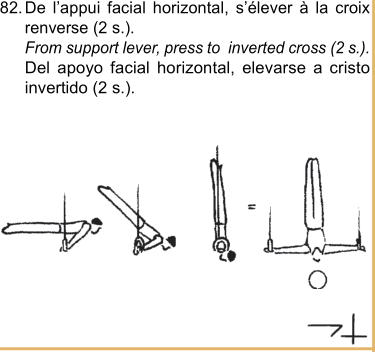 82. De l'appui facial horizontal, s'élever à la croix
renverse (2 s.).
From support lever, press to inverted cross (2 s.).
Del apoyo facial horizontal, elevarse a cristo
invertido (2 s.).
=